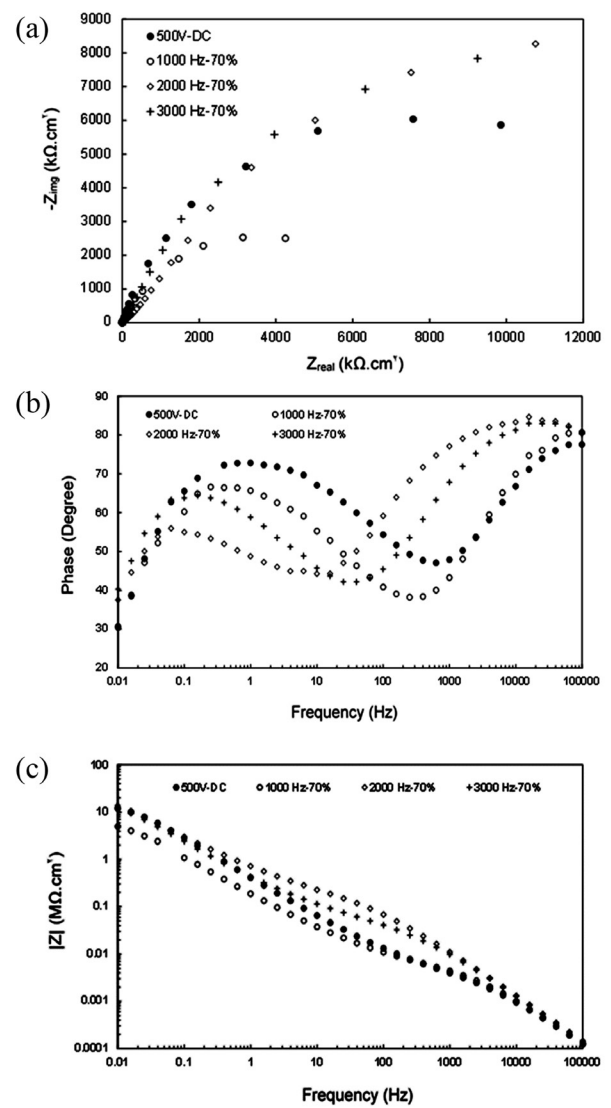 (a)
-Zimg (kΩ.cm٢)
9000
8000
7000
6000
5000
4000
3000
2000
1000
0
500V-DC
1000 Hz-70%
2000 Hz-70%
3000 Hz-70%
0 2000 4000 6000 8000 10000 12000
Zreal (kΩ.cm٢)
(b)
Phase (Degree)
90
80
70
60
50
40
30
20
500V-DC 1000 Hz-70%
2000 Hz-70% 3000 Hz-70%
0.01 0.1 1 10 100 1000 10000 100000
Frequency (Hz)
(c)
|Z| (MΩ.cm٢)
100
10
1
0.1
0.01
0.001
0.0001
500V-DC 1000 Hz-70% 2000 Hz-70% 3000 Hz-70%
0.01 0.1 1 10 100 1000 10000 100000
Frequency (Hz)